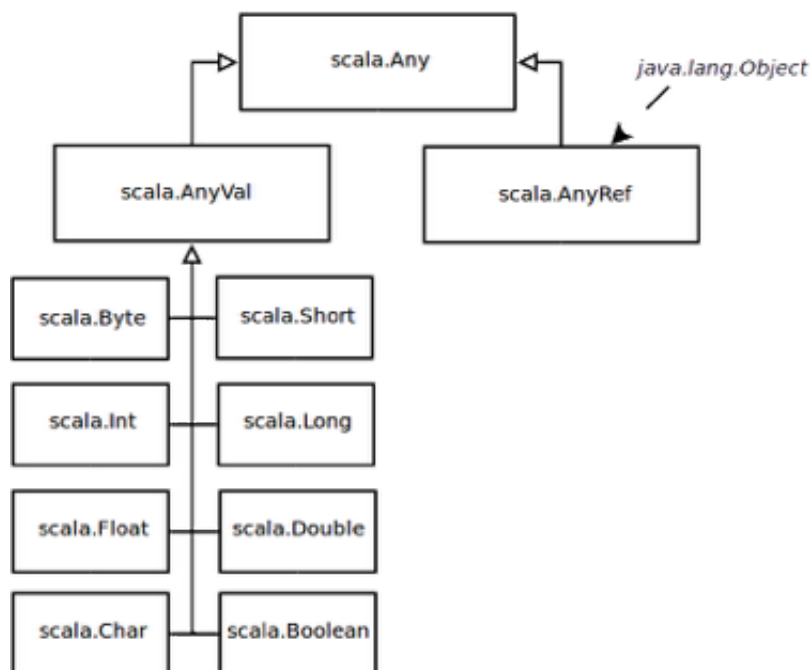 scala.Any
java.lang.Object
scala.AnyVal
scala.AnyRef
scala.Byte
scala.Short
scala.Int
scala.Long
scala.Float
scala.Double
scala.Char
scala.Boolean